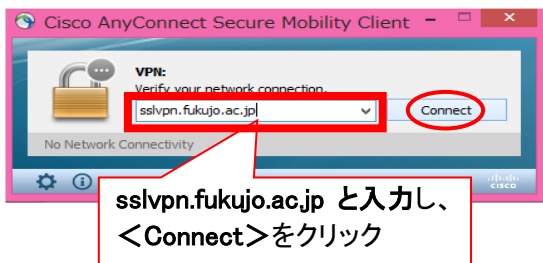 Cisco AnyConnect Secure Mobility Client
VPN:
Verify your network connection.
sslvpn.fukujo.ac.jp
Connect
No Network Connectivity
cisco
sslvpn.fukujo.ac.jp と入力し、
＜Connect＞をクリック